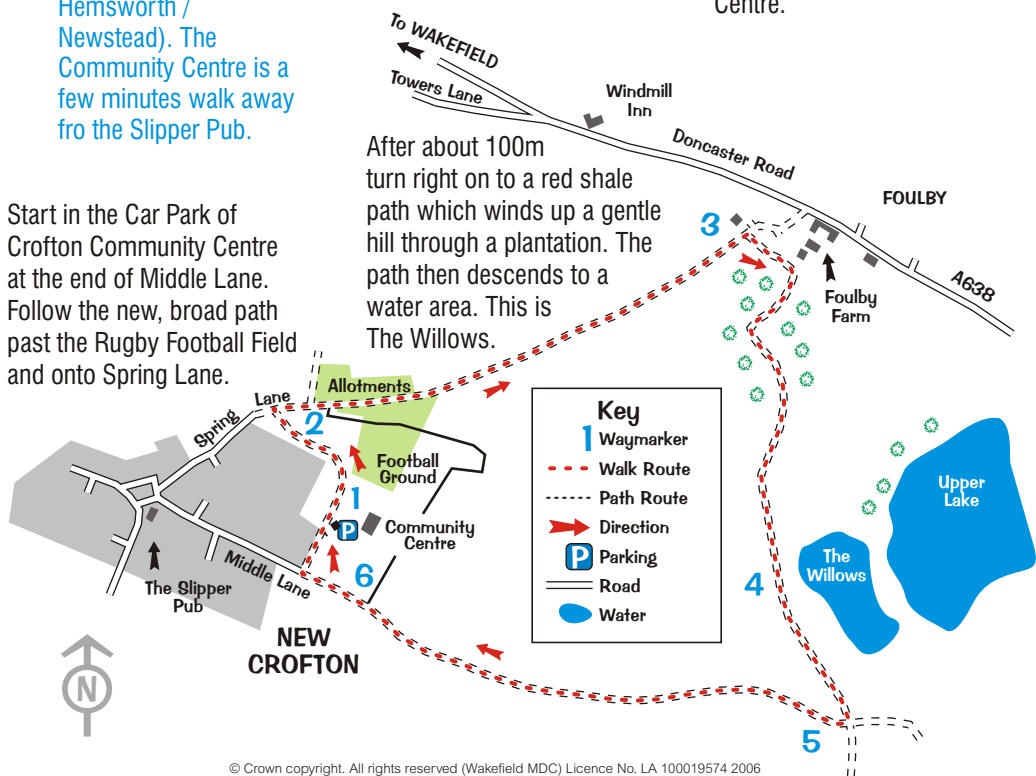 Hemsworth /
Newstead). The
Community Centre is a
few minutes walk away
fro the Slipper Pub.
Centre.
Start in the Car Park of
Crofton Community Centre
at the end of Middle Lane.
Follow the new, broad path
past the Rugby Football Field
and onto Spring Lane.
After about 100m
turn right on to a red shale
path which winds up a gentle
hill through a plantation. The
path then descends to a
water area. This is
The Willows.
To WAKEFIELD
Towers Lane
Windmill
Inn
Doncaster Road
FOULBY
A638
3
Foulby
Farm
Allotments
Spring Lane
2
Football
Ground
1
P
Community
Centre
Middle Lane
6
The Slipper
Pub
NEW
CROFTON
N
Key
1 Waymarker
Walk Route
Path Route
Direction
P Parking
Road
Water
Upper
Lake
The
Willows
4
5
© Crown copyright. All rights reserved (Wakefield MDC) Licence No. LA 100019574 2006